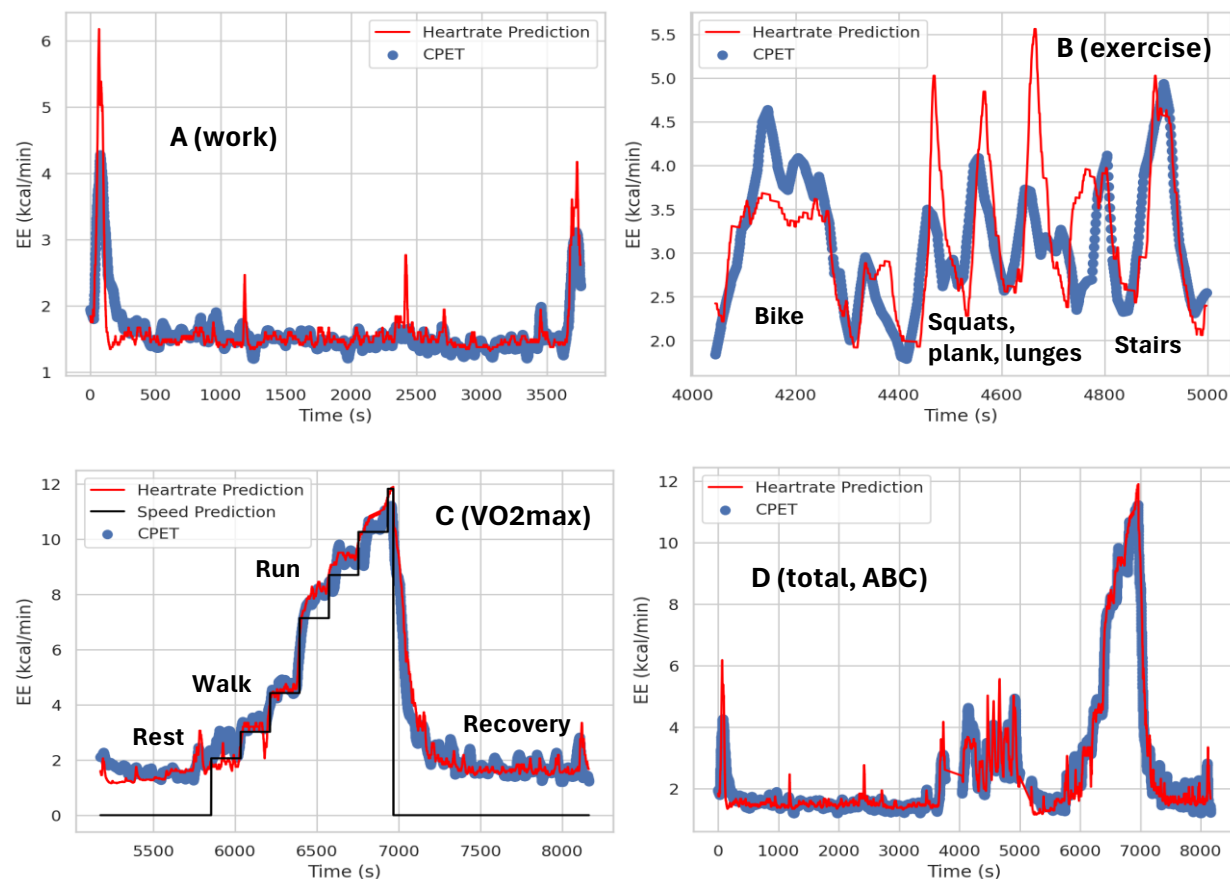 Heartrate Prediction
CPET
A (work)
EE (kcal/min)
6
5
4
3
2
1
0 500 1000 1500 2000 2500 3000 3500
Time (s)
Heartrate Prediction
CPET
B (exercise)
EE (kcal/min)
5.5
5.0
4.5
4.0
3.5
3.0
2.5
2.0
Bike
Squats,
plank, lunges
Stairs
4000 4200 4400 4600 4800 5000
Time (s)
Heartrate Prediction
Speed Prediction
CPET
C (VO2max)
Run
Walk
Rest
Recovery
EE (kcal/min)
12
10
8
6
4
2
0
5500 6000 6500 7000 7500 8000
Time (s)
Heartrate Prediction
CPET
D (total, ABC)
EE (kcal/min)
12
10
8
6
4
2
0 1000 2000 3000 4000 5000 6000 7000 8000
Time (s)